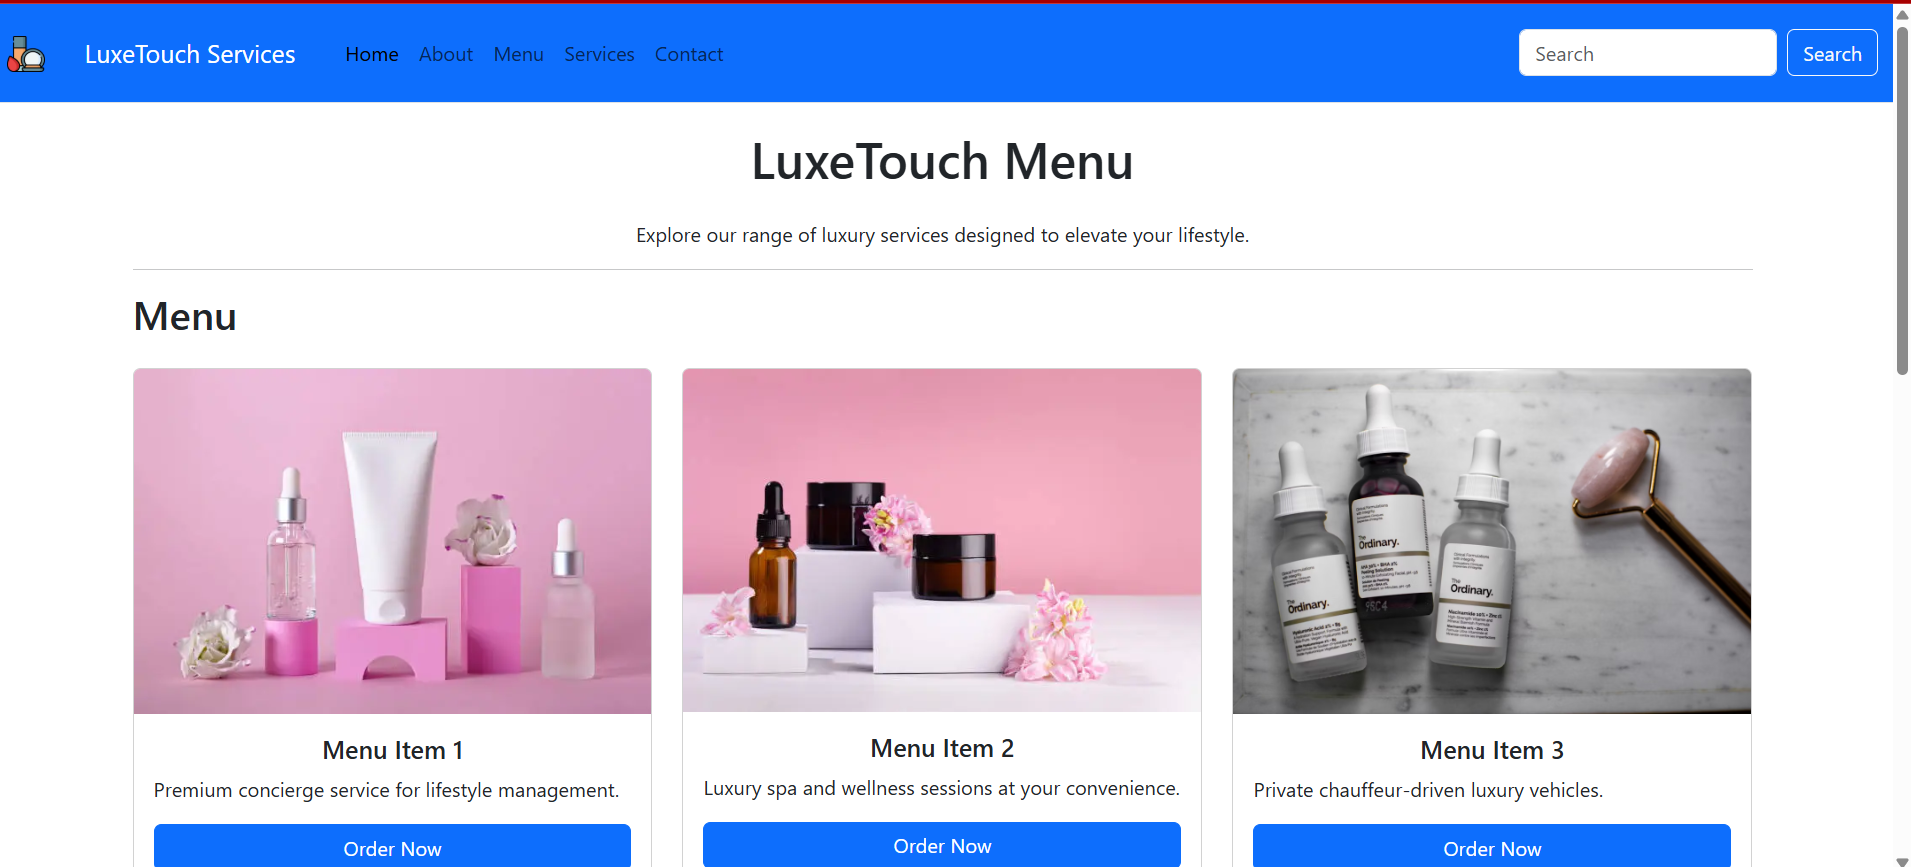 LuxeTouch Services Home About Menu Services Contact Search Search
LuxeTouch Menu
Explore our range of luxury services designed to elevate your lifestyle.
Menu
The
Ordinary.
The
Ordinary.
The
Ordinary.
Menu Item 1
Premium concierge service for lifestyle management.
Order Now
Menu Item 2
Luxury spa and wellness sessions at your convenience.
Order Now
Menu Item 3
Private chauffeur-driven luxury vehicles.
Order Now